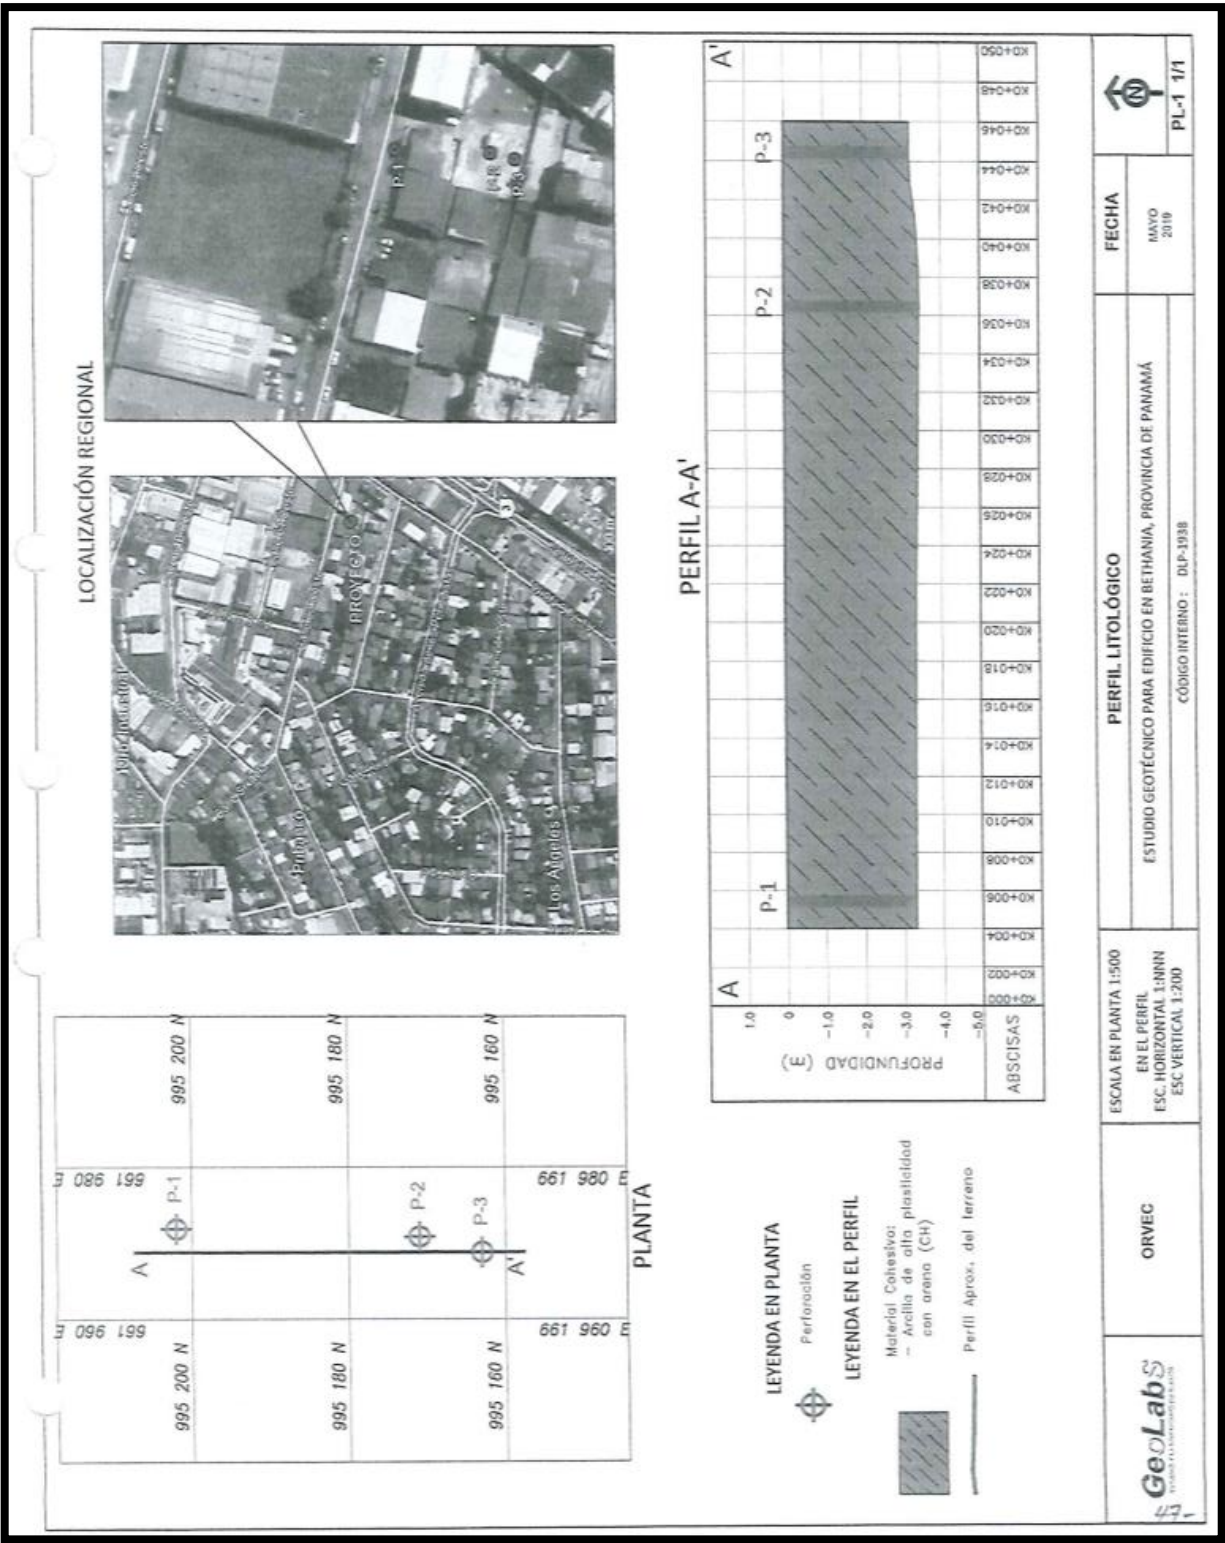 LOCALIZACIÓN REGIONAL
PROYECTO
Los Ángeles
3
P-1
P-2
P-3
661 960 E
661 980 E
995 200 N
995 200 N
995 180 N
995 180 N
995 160 N
995 160 N
A
A'
P-1
P-2
P-3
661 960 E
661 980 E
PLANTA
PERFIL A-A'
A
A'
P-1
P-2
P-3
PROFUNDIDAD (m)
1.0
0
-1.0
-2.0
-3.0
-4.0
-5.0
ABSCISAS
K0+000
K0+002
K0+004
K0+006
K0+008
K0+010
K0+012
K0+014
K0+016
K0+018
K0+020
K0+022
K0+024
K0+026
K0+028
K0+030
K0+032
K0+034
K0+036
K0+038
K0+040
K0+042
K0+044
K0+046
K0+048
K0+050
LEYENDA EN PLANTA
Perforación
LEYENDA EN EL PERFIL
Material Cohesivo:
- Arcilla de alta plasticidad
con arena (CH)
Perfil Aprox. del terreno
GeoLabs
47-
ORVEC
ESCALA EN PLANTA 1:500
EN EL PERFIL
ESC. HORIZONTAL 1:NNN
ESC VERTICAL 1:200
PERFIL LITOLÓGICO
ESTUDIO GEOTÉCNICO PARA EDIFICIO EN BETHANIA, PROVINCIA DE PANAMÁ
CÓDIGO INTERNO : DLP-1938
FECHA
MAYO
2019
N
PL-1 1/1